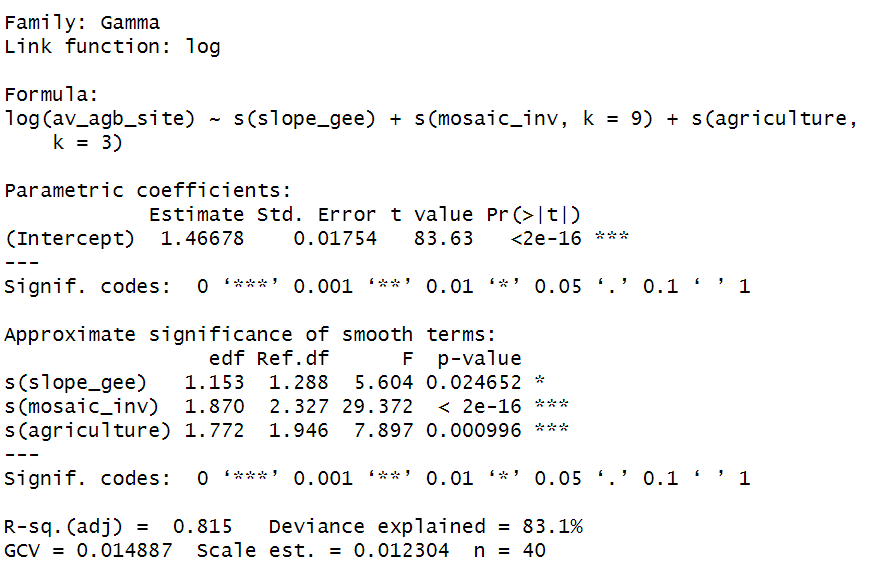 Family: Gamma
Link function: log
Formula:
log(av_agb_site) ~ s(slope_gee) + s(mosaic_inv, k = 9) + s(agriculture,
k = 3)
Parametric coefficients:
Estimate Std. Error t value Pr(>|t|)
(Intercept) 1.46678 0.01754 83.63 <2e-16 ***
---
Signif. codes: 0 ‘***’ 0.001 ‘**’ 0.01 ‘*’ 0.05 ‘.’ 0.1 ‘ ’ 1
Approximate significance of smooth terms:
edf Ref.df F p-value
s(slope_gee) 1.153 1.288 5.604 0.024652 *
s(mosaic_inv) 1.870 2.327 29.372 < 2e-16 ***
s(agriculture) 1.772 1.946 7.897 0.000996 ***
---
Signif. codes: 0 ‘***’ 0.001 ‘**’ 0.01 ‘*’ 0.05 ‘.’ 0.1 ‘ ’ 1
R-sq.(adj) = 0.815 Deviance explained = 83.1%
GCV = 0.014887 Scale est. = 0.012304 n = 40